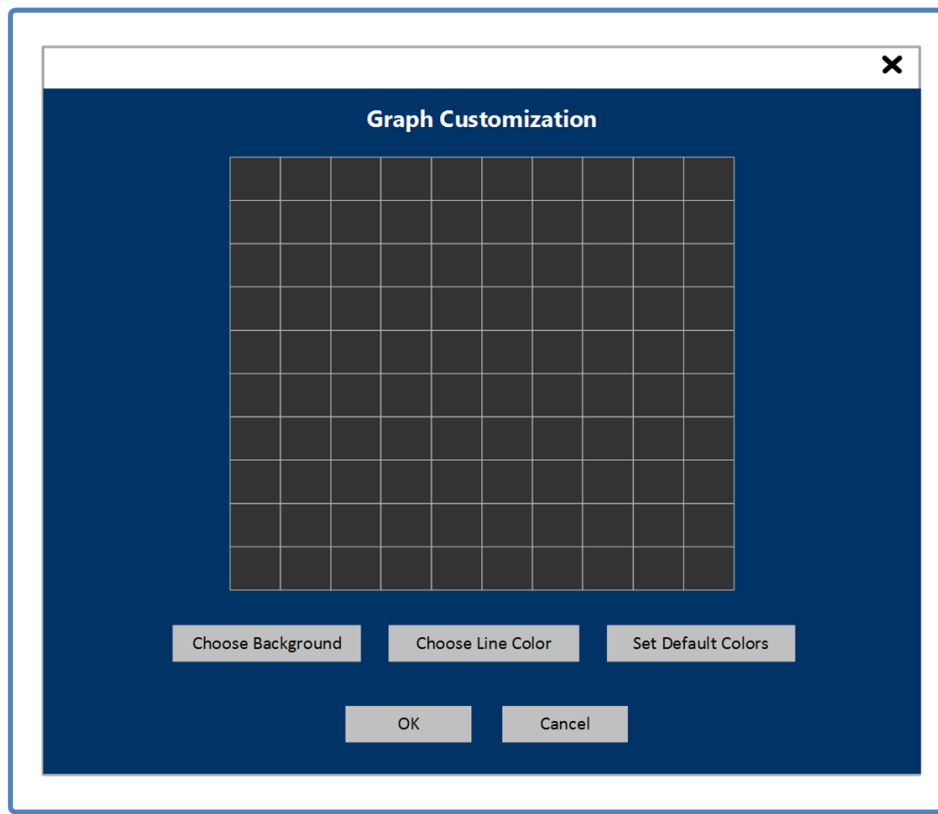 Graph Customization
Choose Background
Choose Line Color
Set Default Colors
OK
Cancel